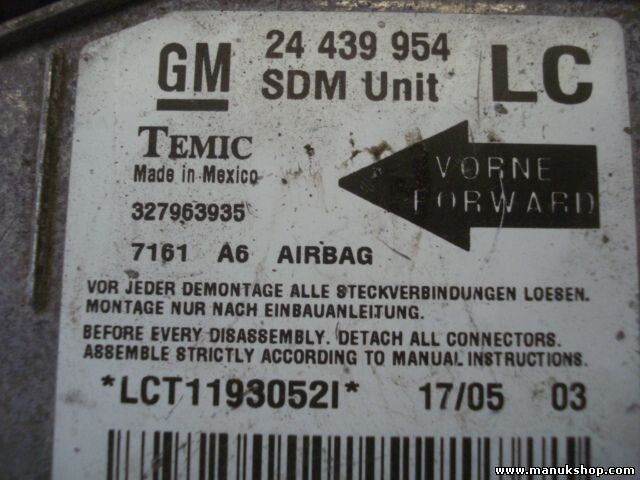 GM 24 439 954 LC
SDM Unit
TEMIC
Made in Mexico
VORNE
FORWARD
327963935
7161 A6 AIRBAG
VOR JEDER DEMONTAGE ALLE STECKVERBINDUNGEN LOESEN.
MONTAGE NUR NACH EINBAUANLEITUNG.
BEFORE EVERY DISASSEMBLY. DETACH ALL CONNECTORS.
ASSEMBLE STRICTLY ACCORDING TO MANUAL INSTRUCTIONS.
*LCT1193052I* 17/05 03
www.manukshop.com